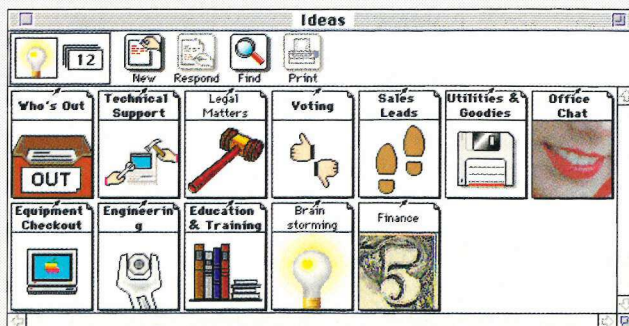 Ideas
12
New Respond Find Print
Who's Out
Technical
Support
Legal
Matters
Voting
Sales
Leads
Utilities &
Goodies
Office
Chat
OUT
Equipment
Checkout
Engineerin
g
Education
& Training
Brain
storming
Finance
5